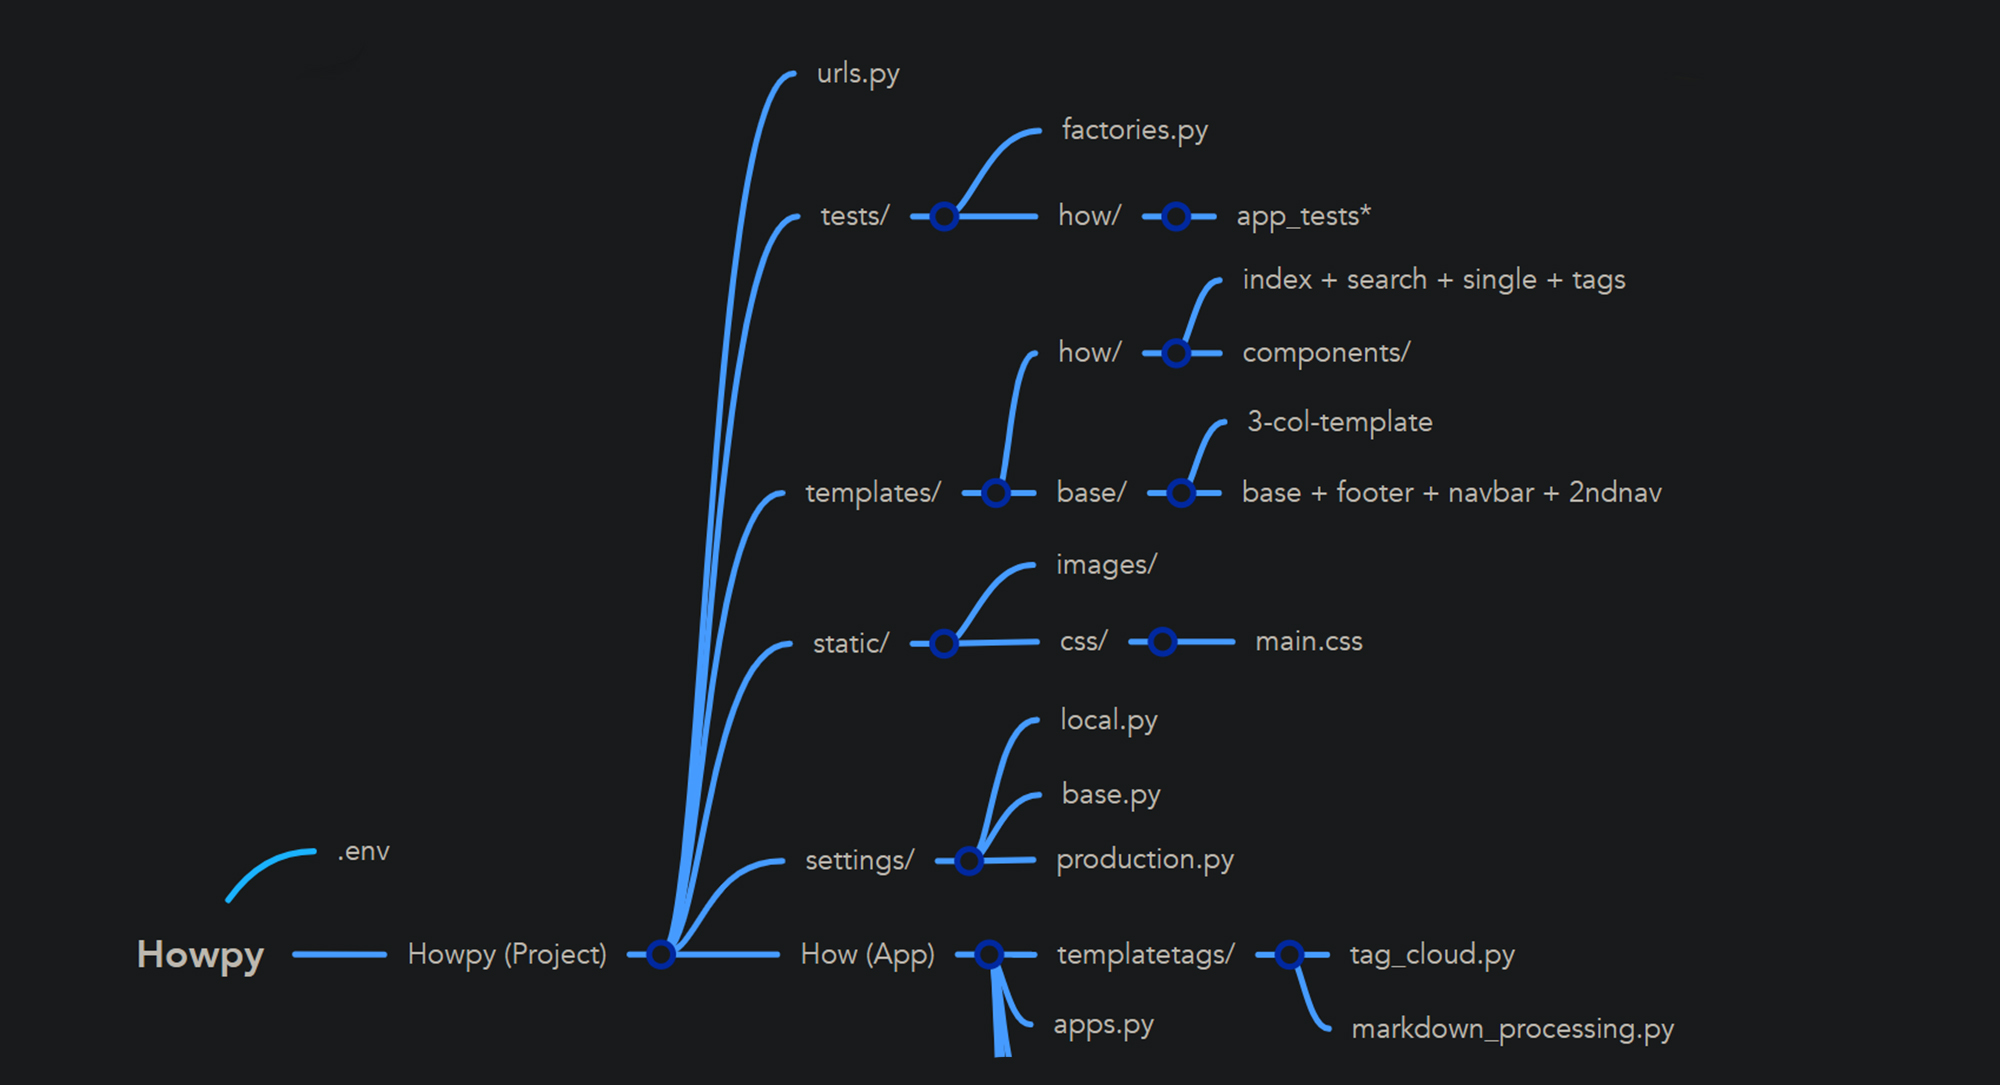 urls.py
factories.py
tests/ how/ app_tests*
index + search + single + tags
how/ components/
3-col-template
templates/ base/ base + footer + navbar + 2ndnav
images/
static/ css/ main.css
local.py
base.py
.env
settings/ production.py
Howpy Howpy (Project) How (App) templatetags/ tag_cloud.py
apps.py markdown_processing.py